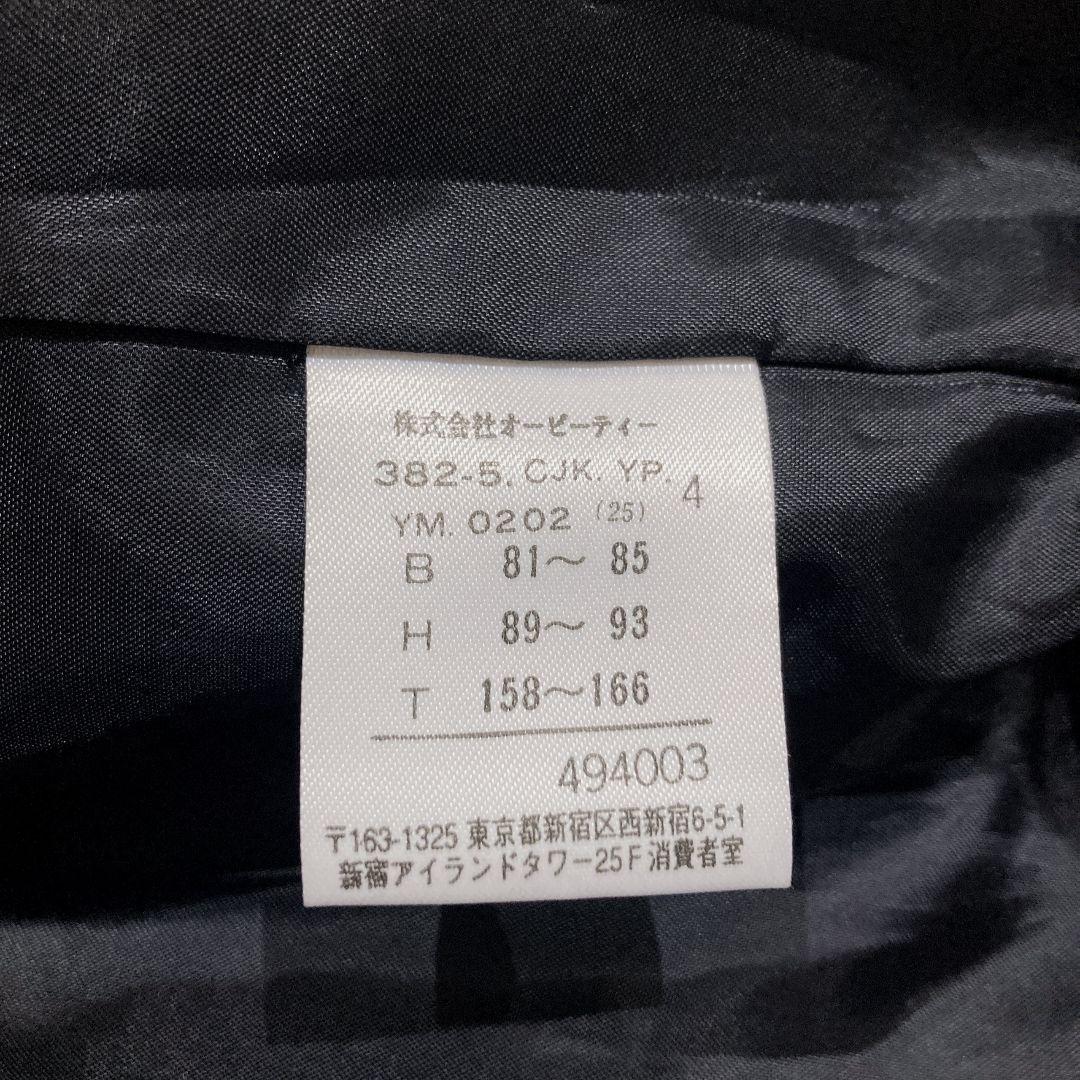 株式会社オーピーティー
382-5. CJK. YP. 4
YM. 0202 (25)
B 81〜 85
H 89〜 93
T 158〜166
494003
〒163-1325 東京都新宿区西新宿6-5-1
新宿アイランドタワー25F 消費者室